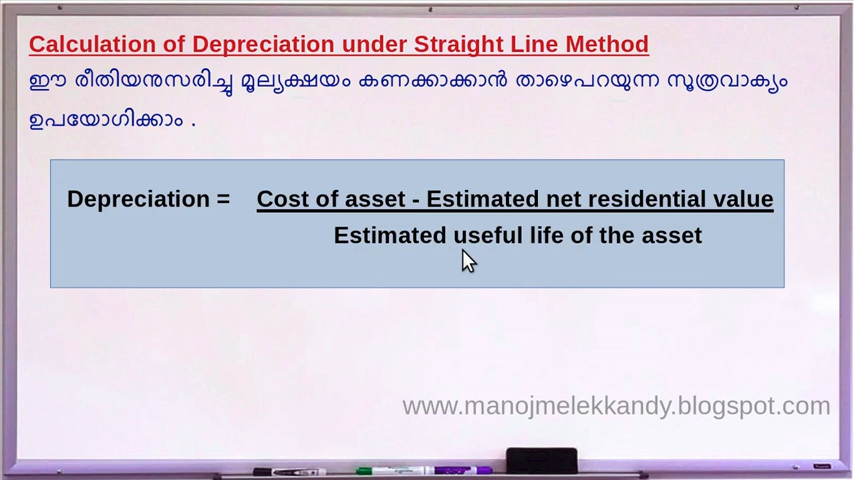 Calculation of Depreciation under Straight Line Method
ഈ രീതിയനുസരിച്ചു മൂല്യക്ഷയം കണക്കാക്കാൻ താഴെപറയുന്ന സൂത്രവാക്യം
ഉപയോഗിക്കാം .
Depreciation = Cost of asset - Estimated net residential value
Estimated useful life of the asset
www.manojmelekkandy.blogspot.com